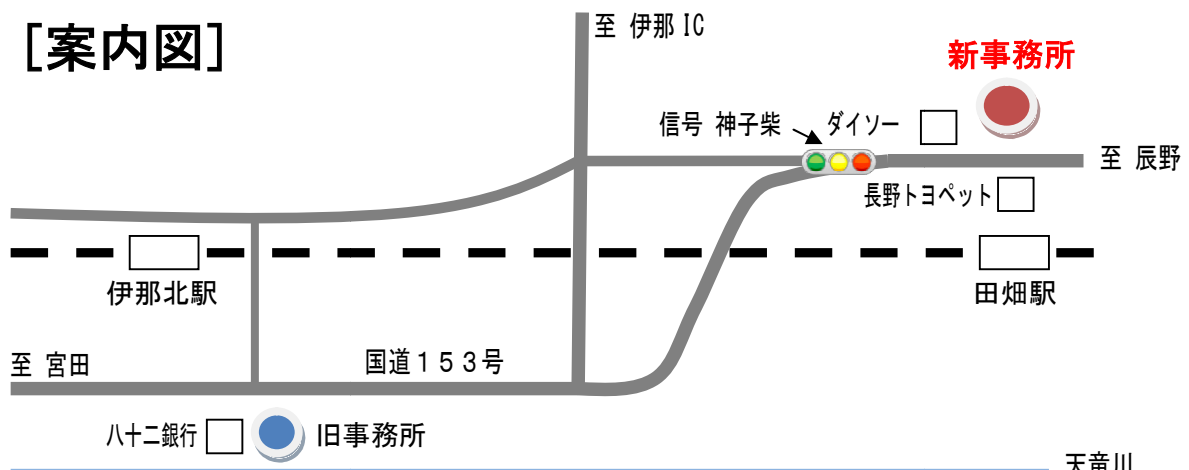 [案内図]
至 伊那IC
新事務所
信号 神子柴
ダイソー
至 辰野
長野トヨペット
伊那北駅
田畑駅
至 宮田
国道153号
八十二銀行
旧事務所
天竜川